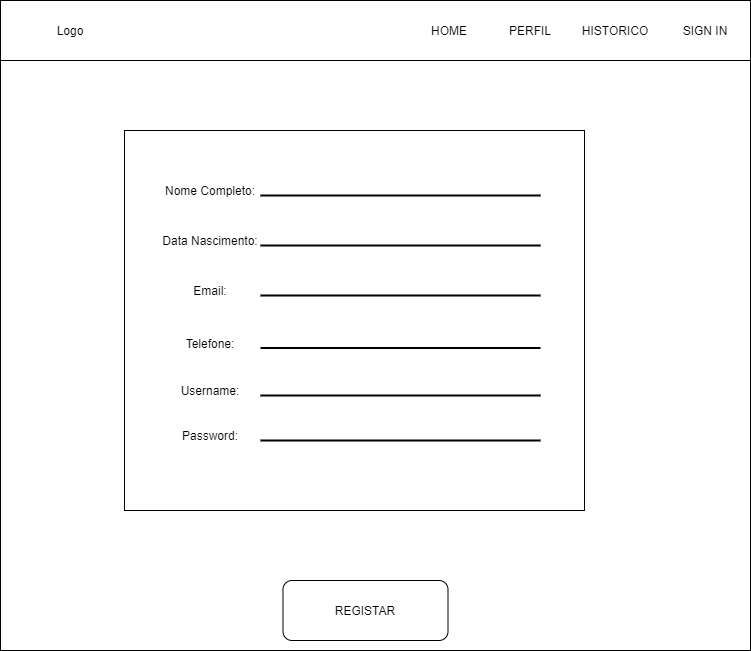 Logo HOME PERFIL HISTORICO SIGN IN
Nome Completo:
Data Nascimento:
Email:
Telefone:
Username:
Password:
REGISTAR